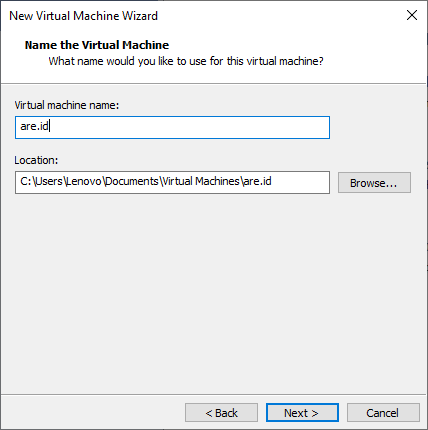 New Virtual Machine Wizard
Name the Virtual Machine
What name would you like to use for this virtual machine?
Virtual machine name:
are.id
Location:
C:\Users\Lenovo\Documents\Virtual Machines\are.id
Browse...
< Back
Next >
Cancel